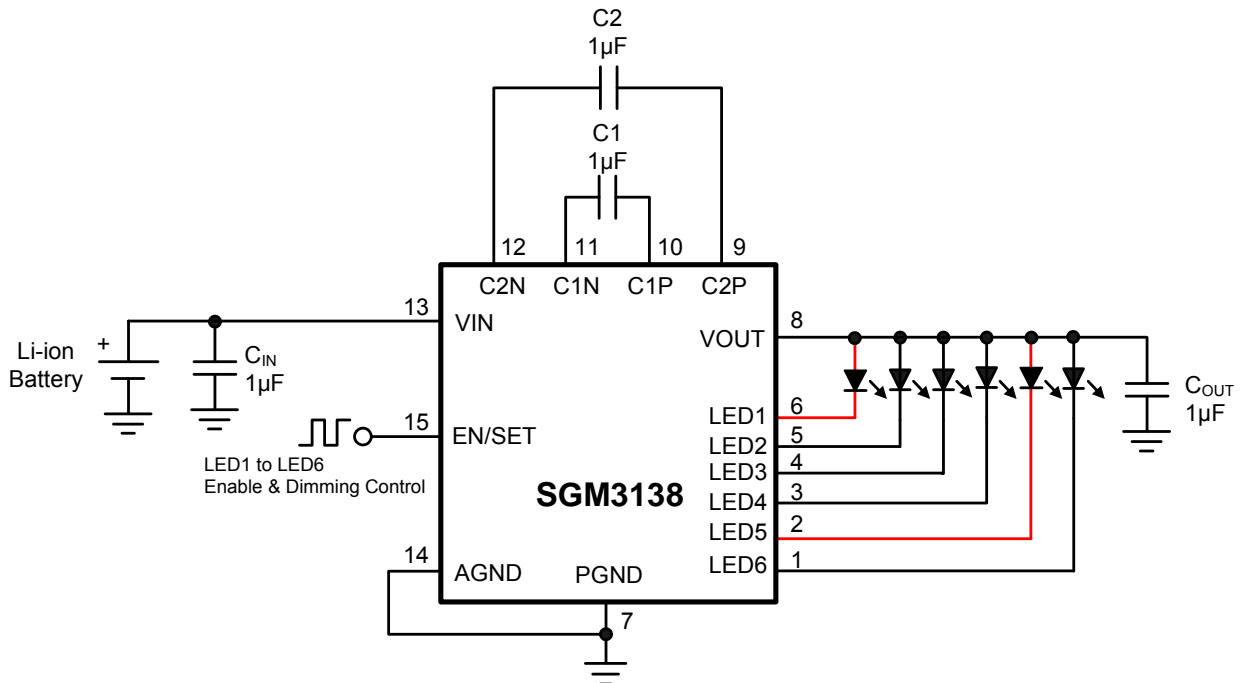 C2
1µF
C1
1µF
12 11 10 9
C2N C1N C1P C2P
13
VIN
8
VOUT
Li-ion
Battery
+
CIN
1µF
COUT
1µF
6
LED1
5
LED2
4
LED3
3
LED4
2
LED5
1
LED6
15
EN/SET
LED1 to LED6
Enable & Dimming Control
SGM3138
14
AGND
PGND
7